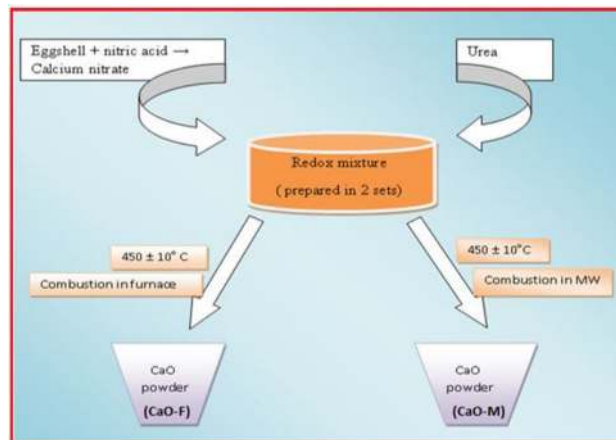 Eggshell + nitric acid →
Calcium nitrate
Urea
Redox mixture
( prepared in 2 sets)
450 ± 10° C
Combustion in furnace
450 ± 10°C
Combustion in MW
CaO
powder
(CaO-F)
CaO
powder
(CaO-M)